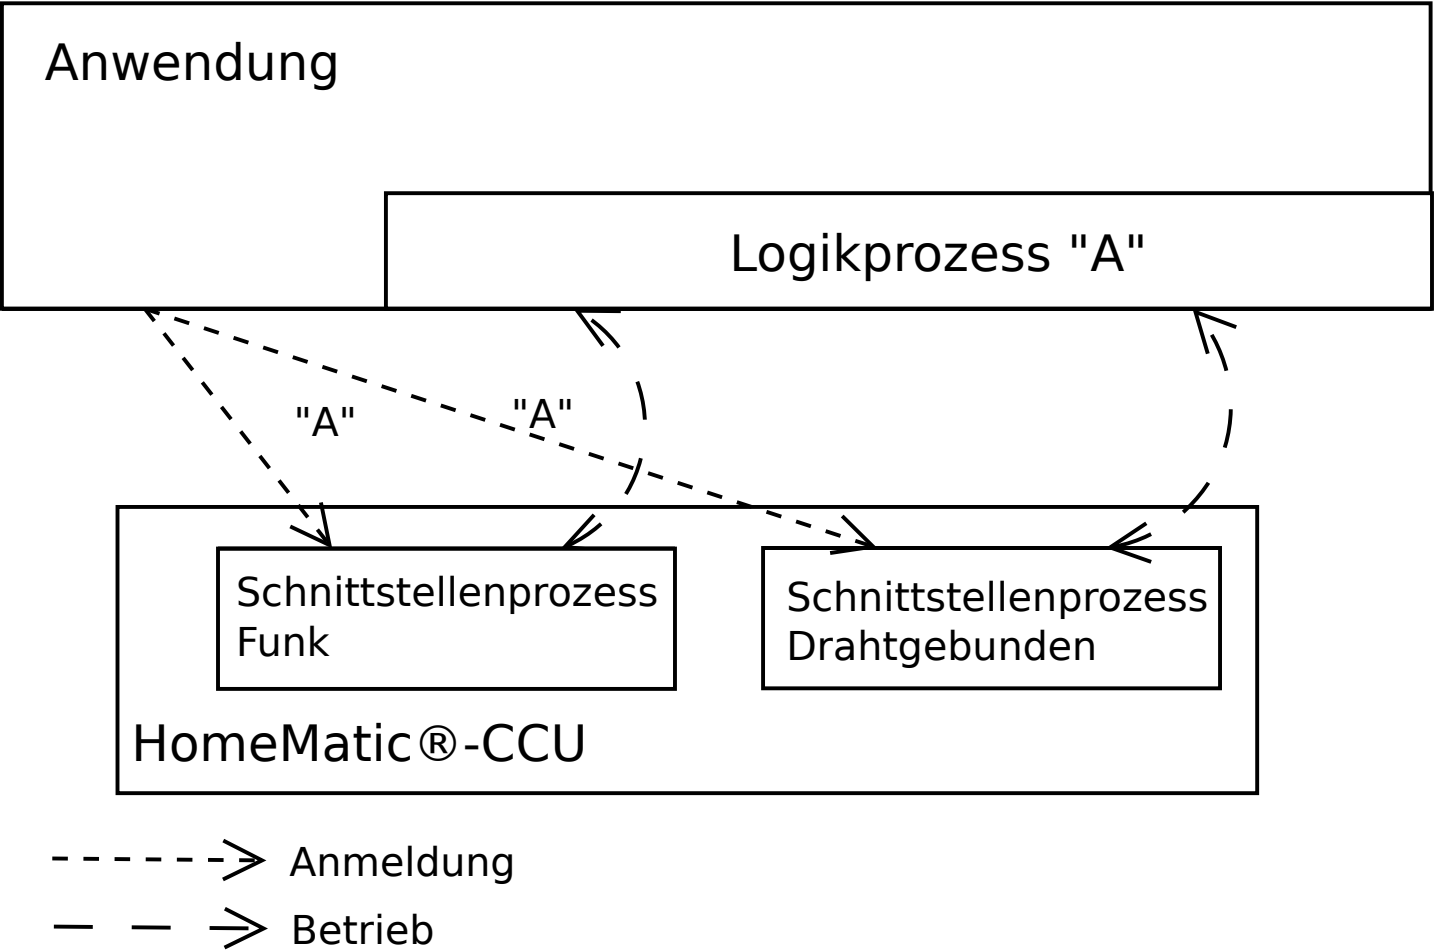 Anwendung
Logikprozess "A"
"A"
"A"
Schnittstellenprozess
Funk
Schnittstellenprozess
Drahtgebunden
HomeMatic®-CCU
Anmeldung
Betrieb